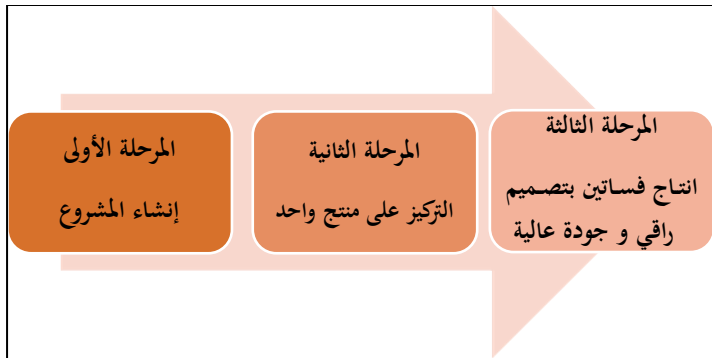 المرحلة الأولى
إنشاء المشروع
المرحلة الثانية
التركيز على منتج واحد
المرحلة الثالثة
انتاج فساتين بتصميم
راقي و جودة عالية